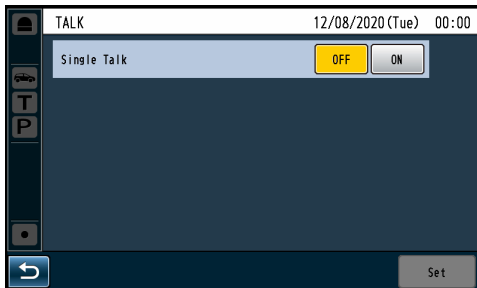 TALK 12/08/2020(Tue) 00:00
Single Talk OFF ON
T
P
Set